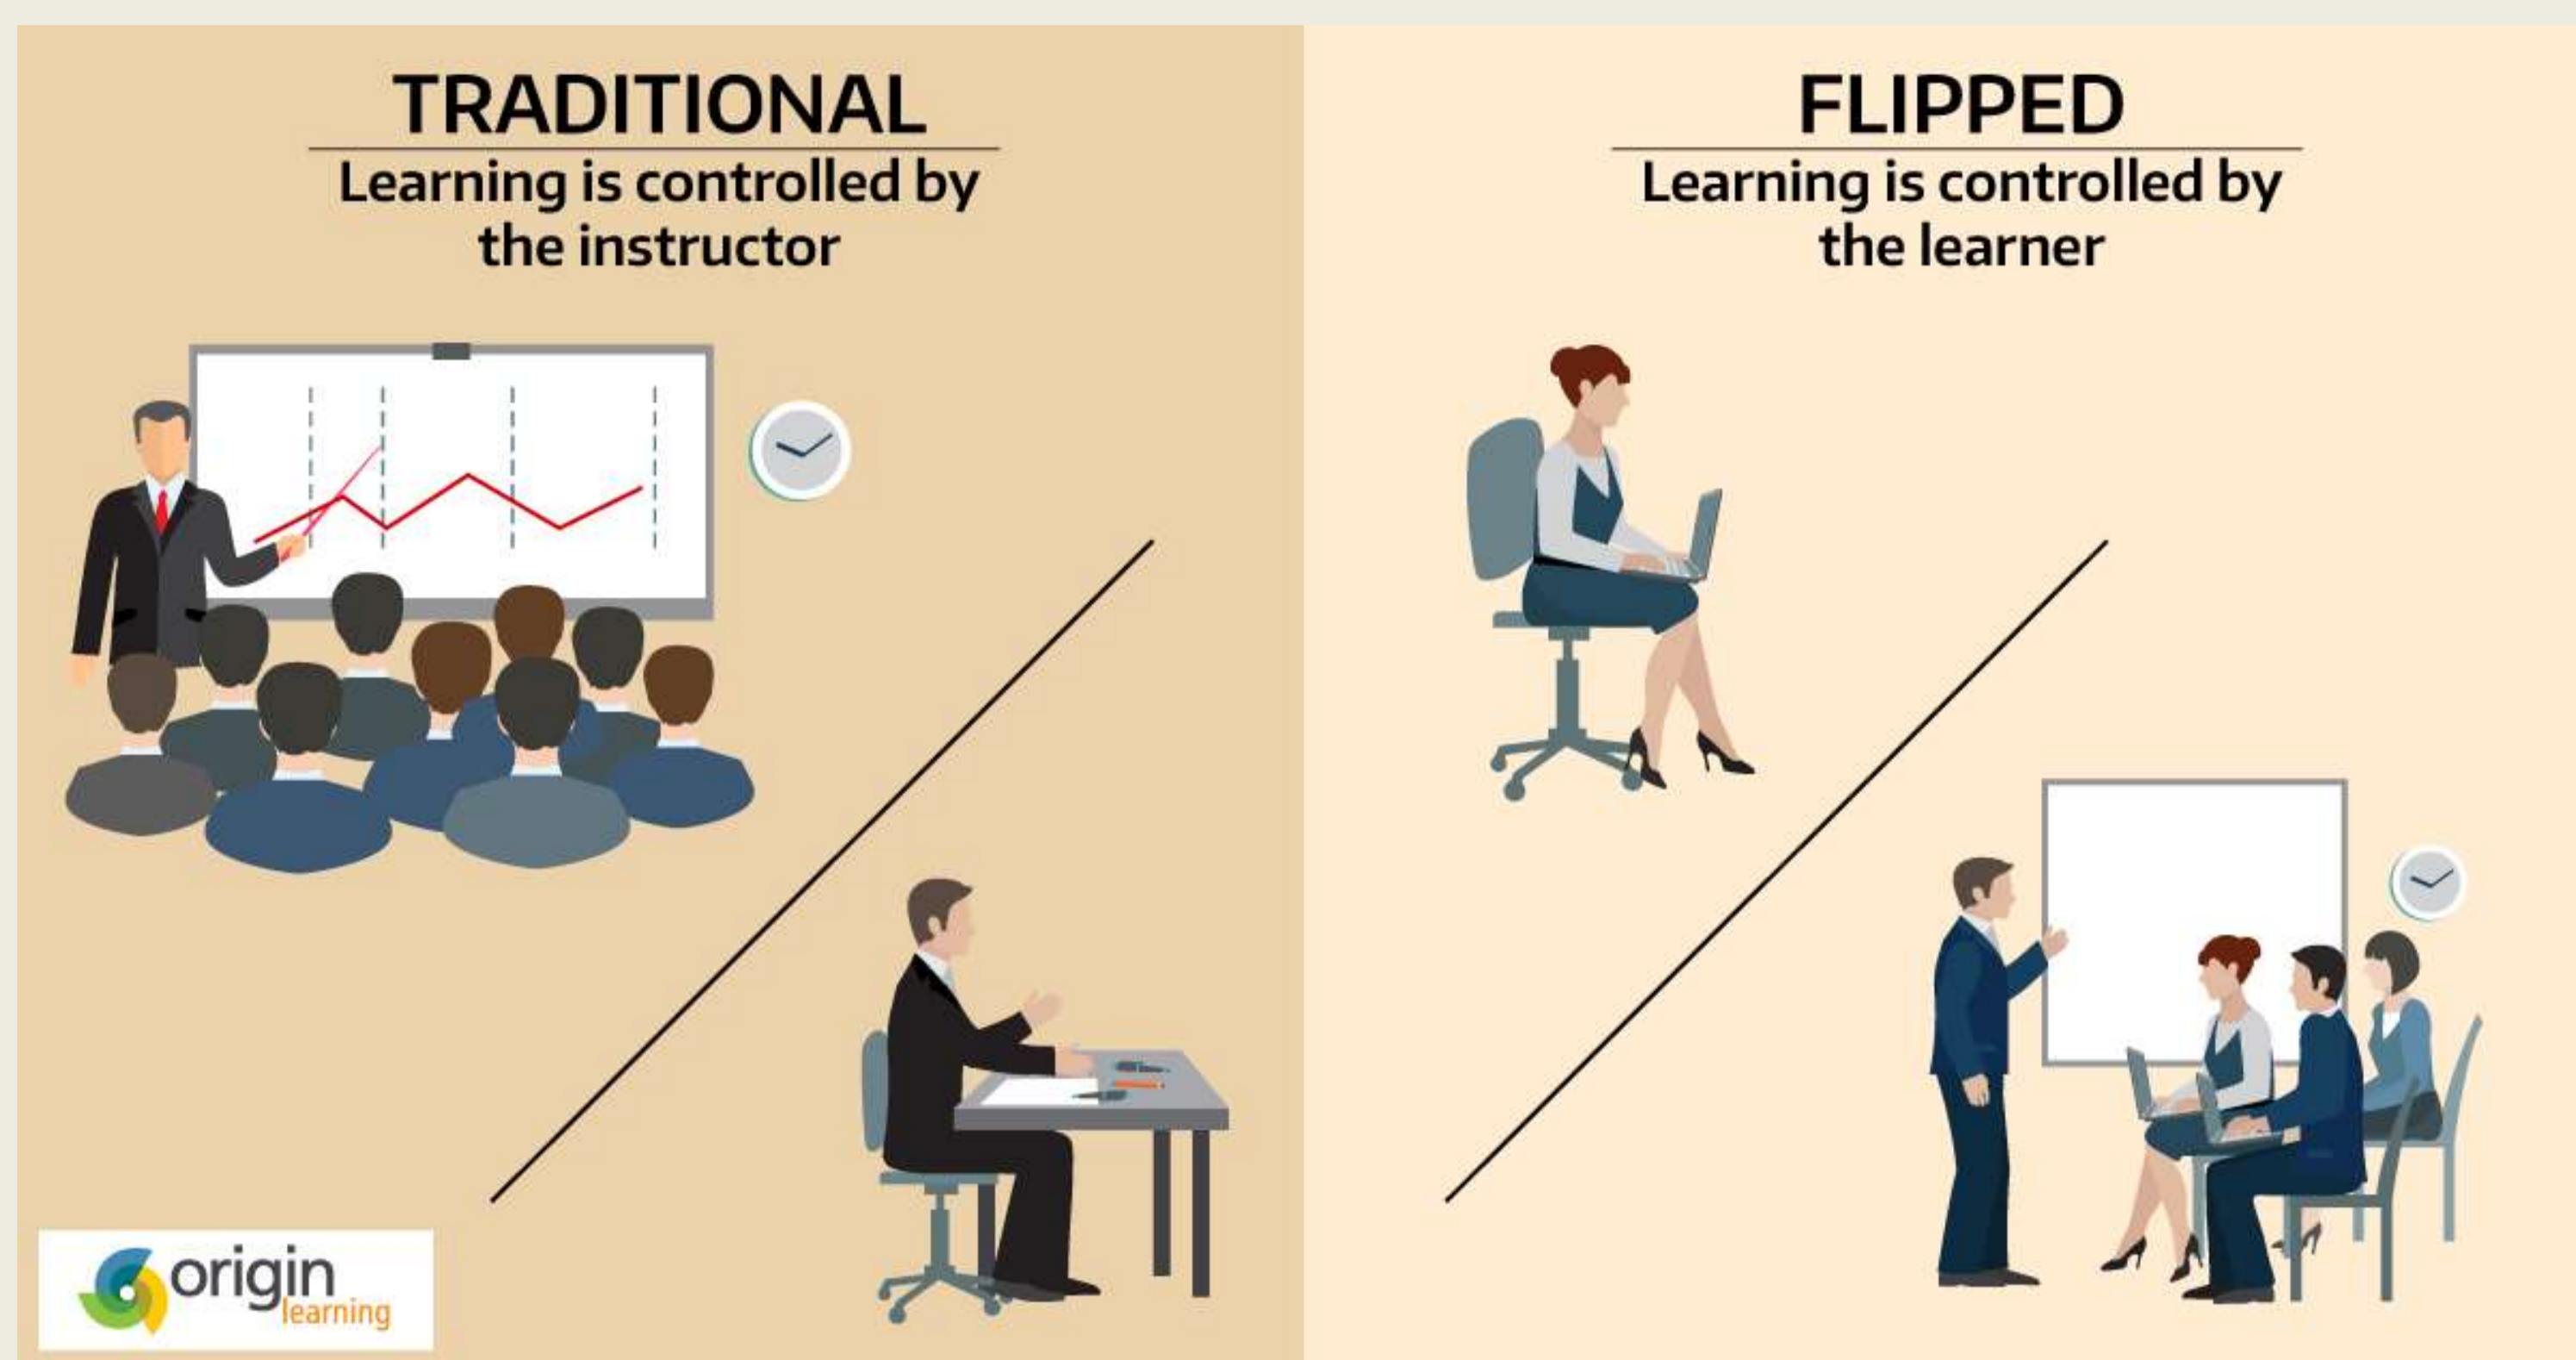 TRADITIONAL
Learning is controlled by
the instructor
FLIPPED
Learning is controlled by
the learner
origin
learning